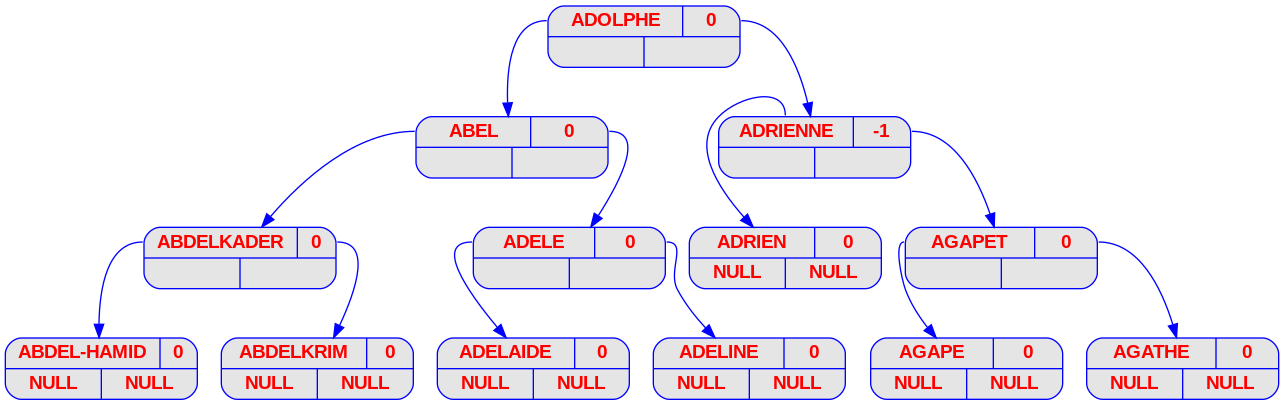 ADOLPHE 0
ABEL 0
ADRIENNE -1
ABDELKADER 0
ADELE 0
ADRIEN 0
NULL NULL
AGAPET 0
ABDEL-HAMID 0
NULL NULL
ABDELKRIM 0
NULL NULL
ADELAIDE 0
NULL NULL
ADELINE 0
NULL NULL
AGAPE 0
NULL NULL
AGATHE 0
NULL NULL